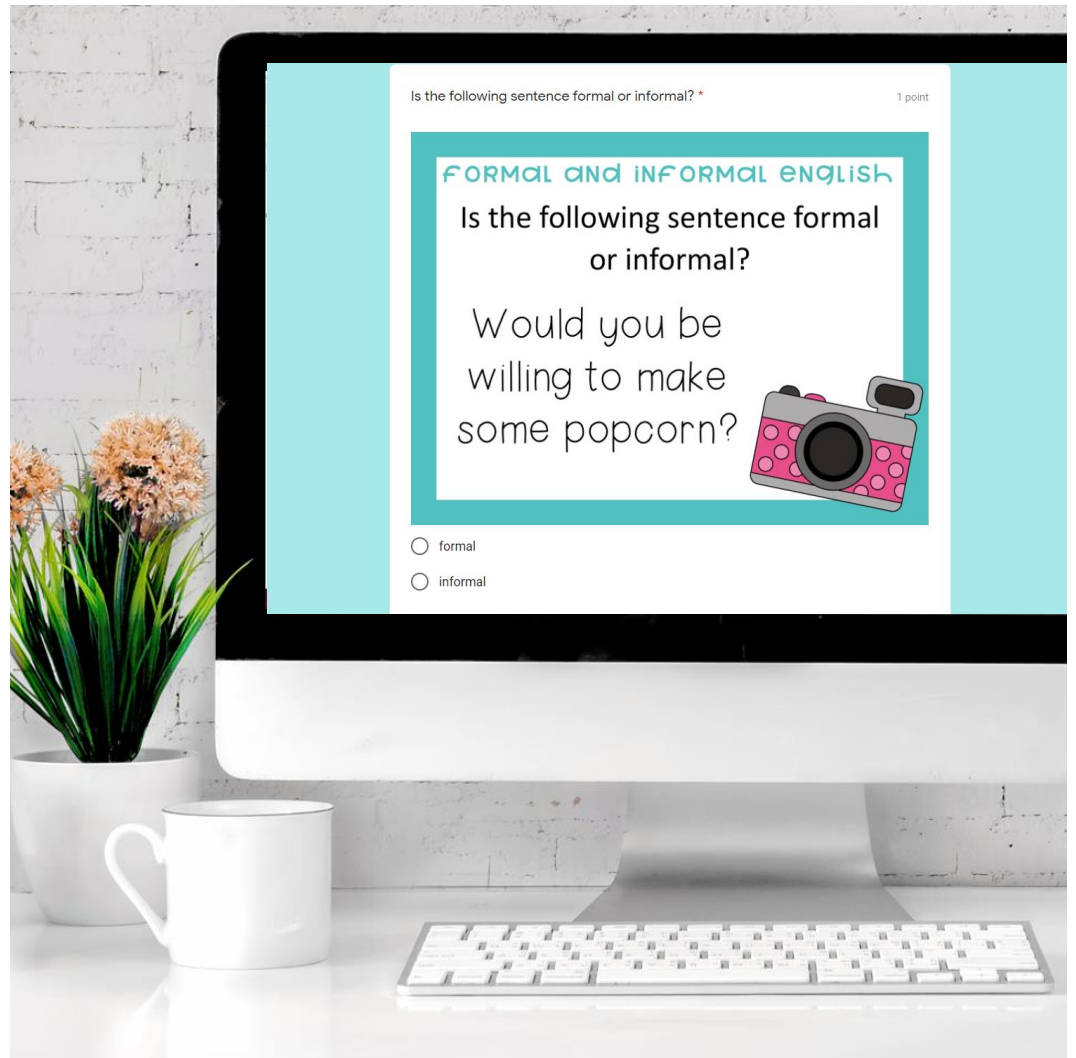 Is the following sentence formal or informal? *
1 point
FORMAL AND INFORMAL ENGLISH
Is the following sentence formal
or informal?
Would you be
willing to make
some popcorn?
formal
informal